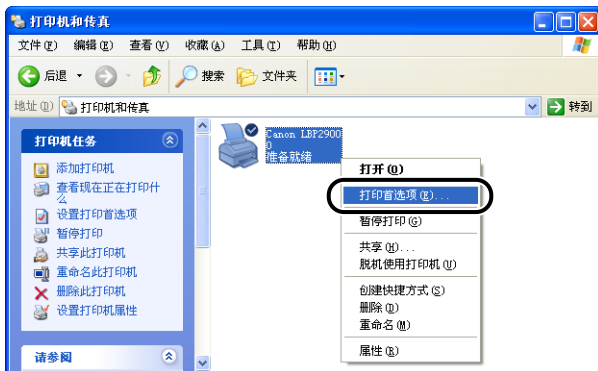 打印机和传真
文件(F) 编辑(E) 查看(V) 收藏(A) 工具(T) 帮助(H)
后退 搜索 文件夹
地址(D) 打印机和传真 转到
打印机任务
添加打印机
查看现在正在打印什
么
设置打印首选项
暂停打印
共享此打印机
重命名此打印机
删除此打印机
设置打印机属性
请参阅
Canon LBP2900
0
准备就绪
打开(O)
打印首选项(E)...
暂停打印(G)
共享(H)...
脱机使用打印机(U)
创建快捷方式(S)
删除(D)
重命名(M)
属性(R)